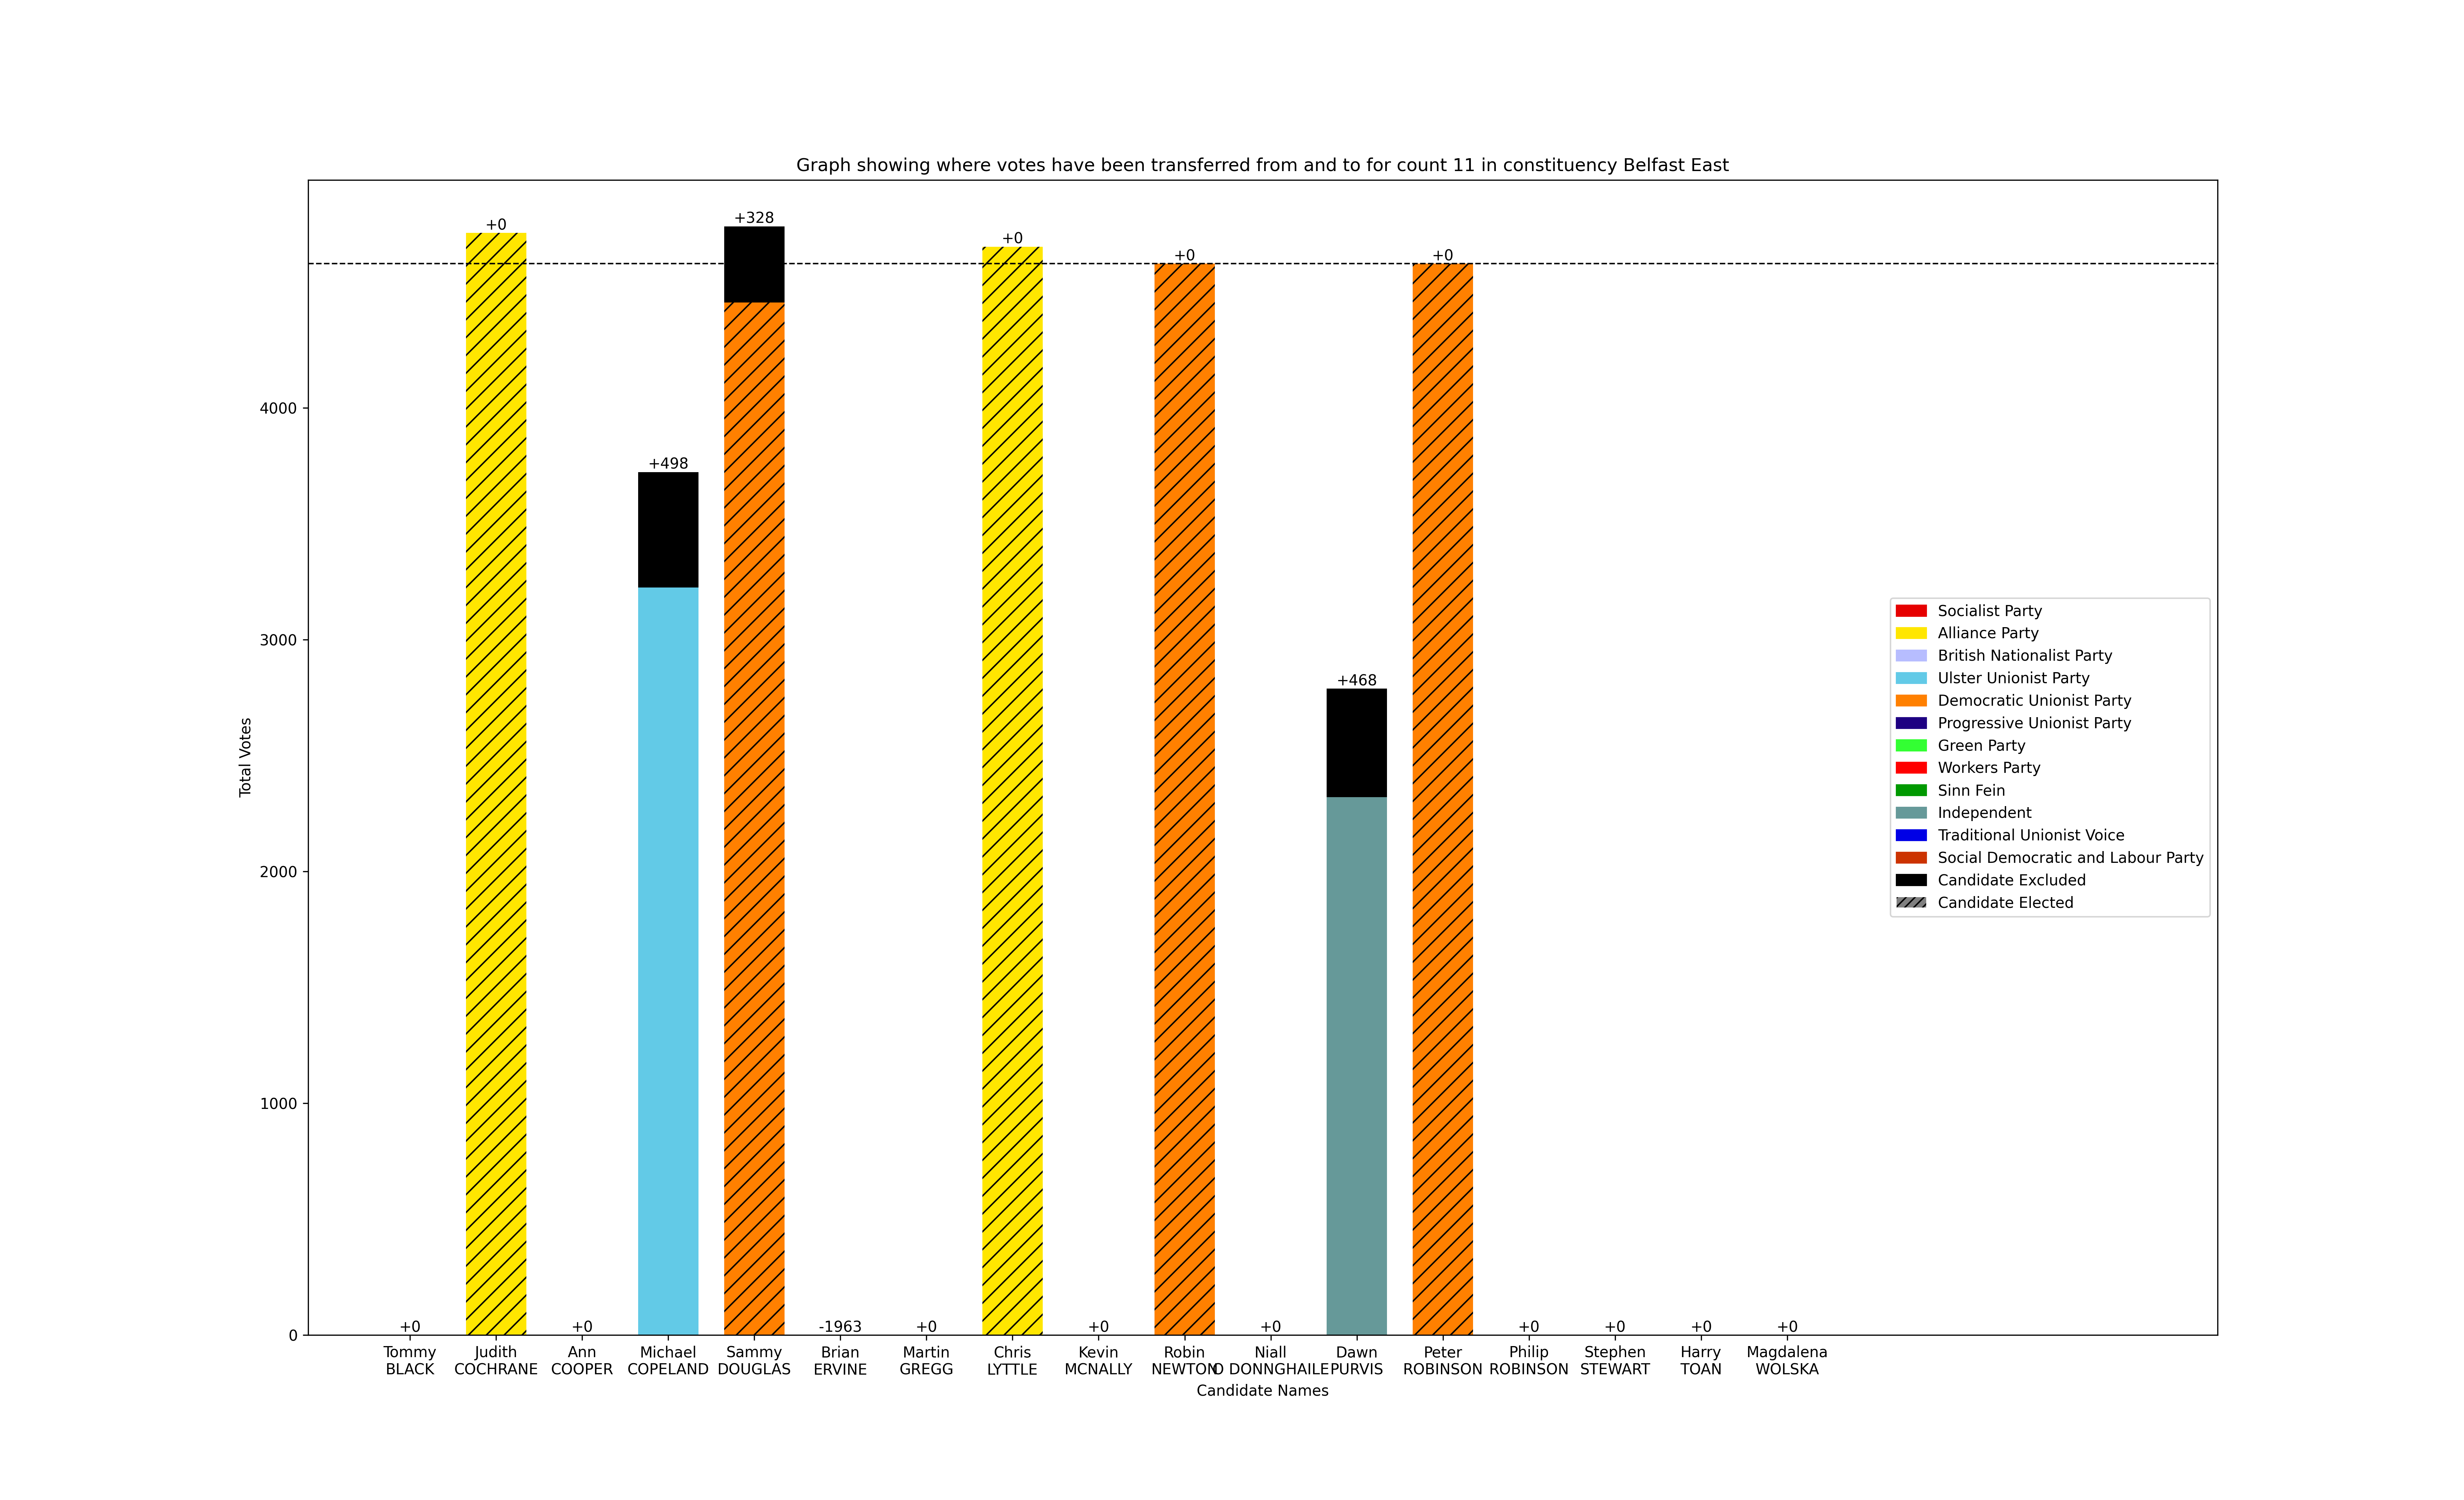 Graph showing where votes have been transferred from and to for count 11 in constituency Belfast East
+0
+328
+0
+0
+0
+498
+468
+0
+0
-1963
+0
+0
+0
+0
+0
+0
+0
4000
3000
2000
1000
0
Total Votes
Socialist Party
Alliance Party
British Nationalist Party
Ulster Unionist Party
Democratic Unionist Party
Progressive Unionist Party
Green Party
Workers Party
Sinn Fein
Independent
Traditional Unionist Voice
Social Democratic and Labour Party
Candidate Excluded
Candidate Elected
Tommy
BLACK
Judith
COCHRANE
Ann
COOPER
Michael
COPELAND
Sammy
DOUGLAS
Brian
ERVINE
Martin
GREGG
Chris
LYTTLE
Kevin
MCNALLY
Robin
NEWTON
Niall
O DONNGHAILE
Dawn
PURVIS
Peter
ROBINSON
Philip
ROBINSON
Stephen
STEWART
Harry
TOAN
Magdalena
WOLSKA
Candidate Names